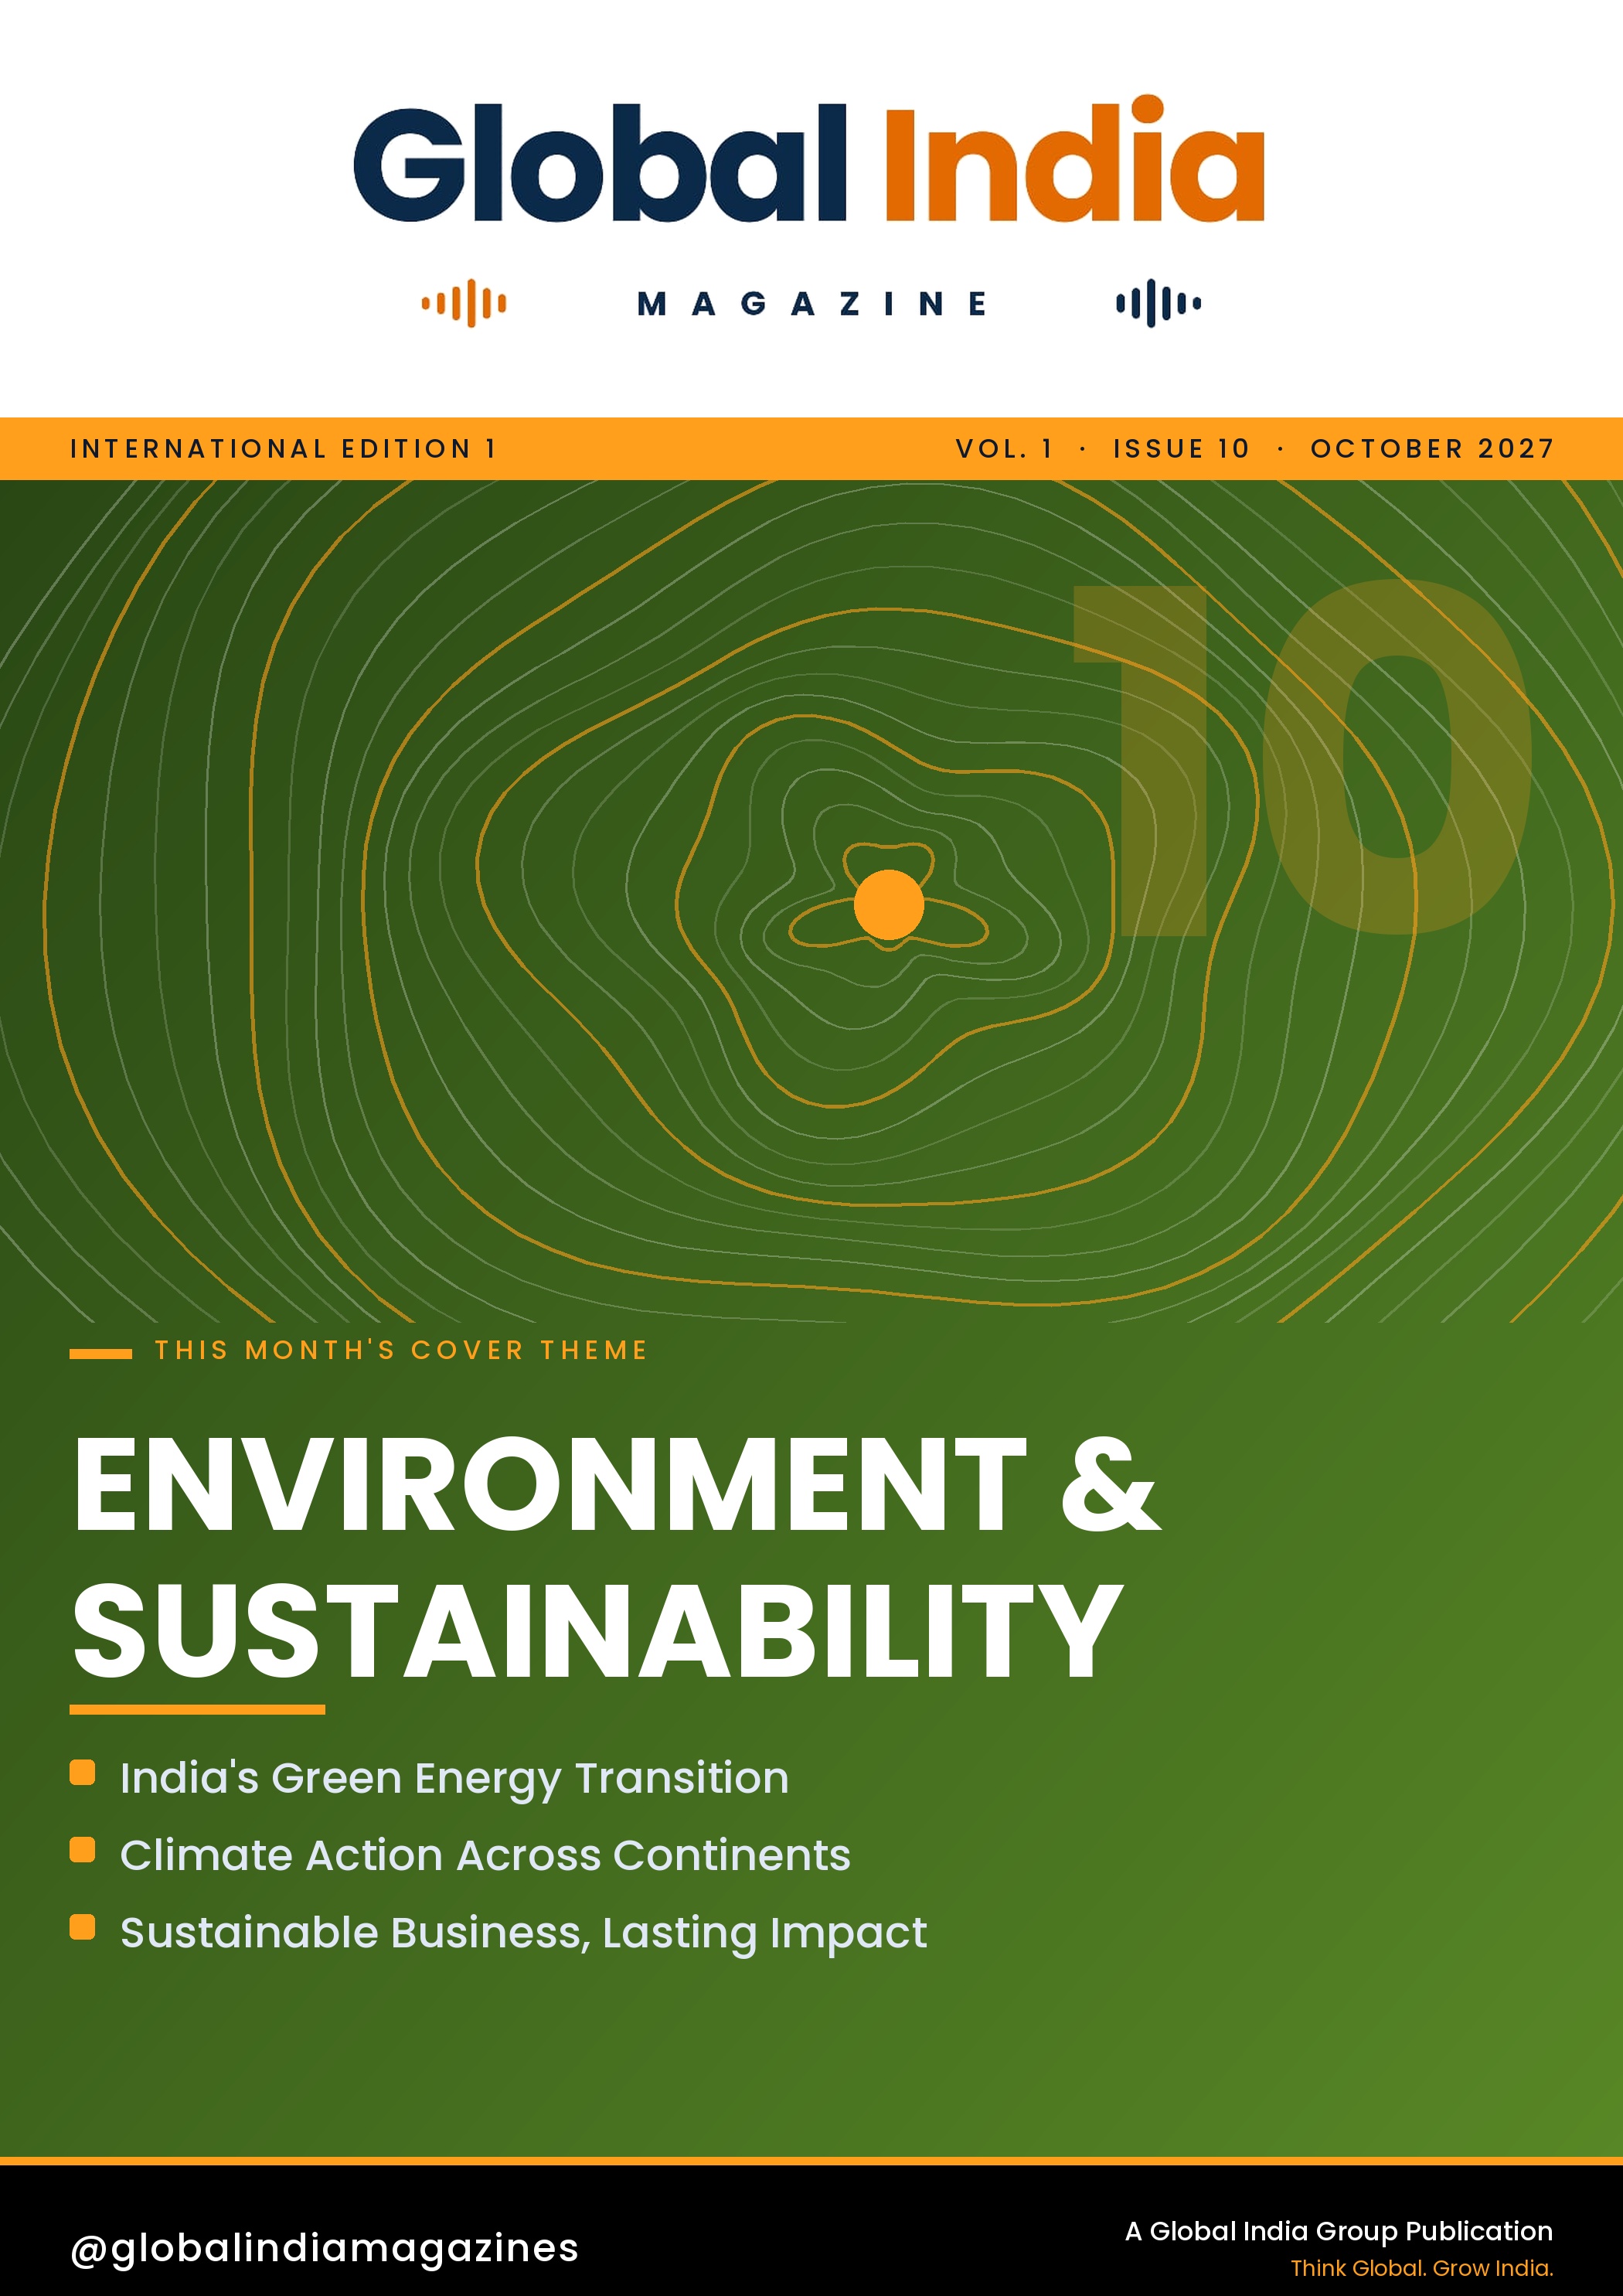 Global India
MAGAZINE
INTERNATIONAL EDITION 1
VOL. 1 · ISSUE 10 · OCTOBER 2027
10
THIS MONTH'S COVER THEME
ENVIRONMENT &
SUSTAINABILITY
India's Green Energy Transition
Climate Action Across Continents
Sustainable Business, Lasting Impact
@globalindiamagazines
A Global India Group Publication
Think Global. Grow India.